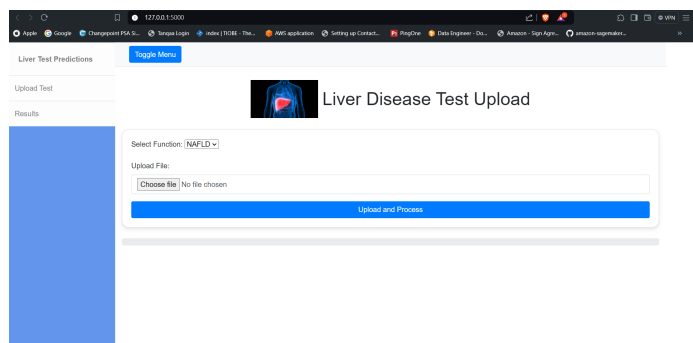 127.0.0.1:5000
VPN
Apple Google Changepoint PSA Si... Tangoa Login index | TIOBE - The... AWS application Setting up Contact... PingOne Data Engineer - Do... Amazon - Sign Agre... amazon-sagemaker...
Liver Test Predictions
Toggle Menu
Upload Test
Results
Liver Disease Test Upload
Select Function: NAFLD
Upload File:
Choose file No file chosen
Upload and Process